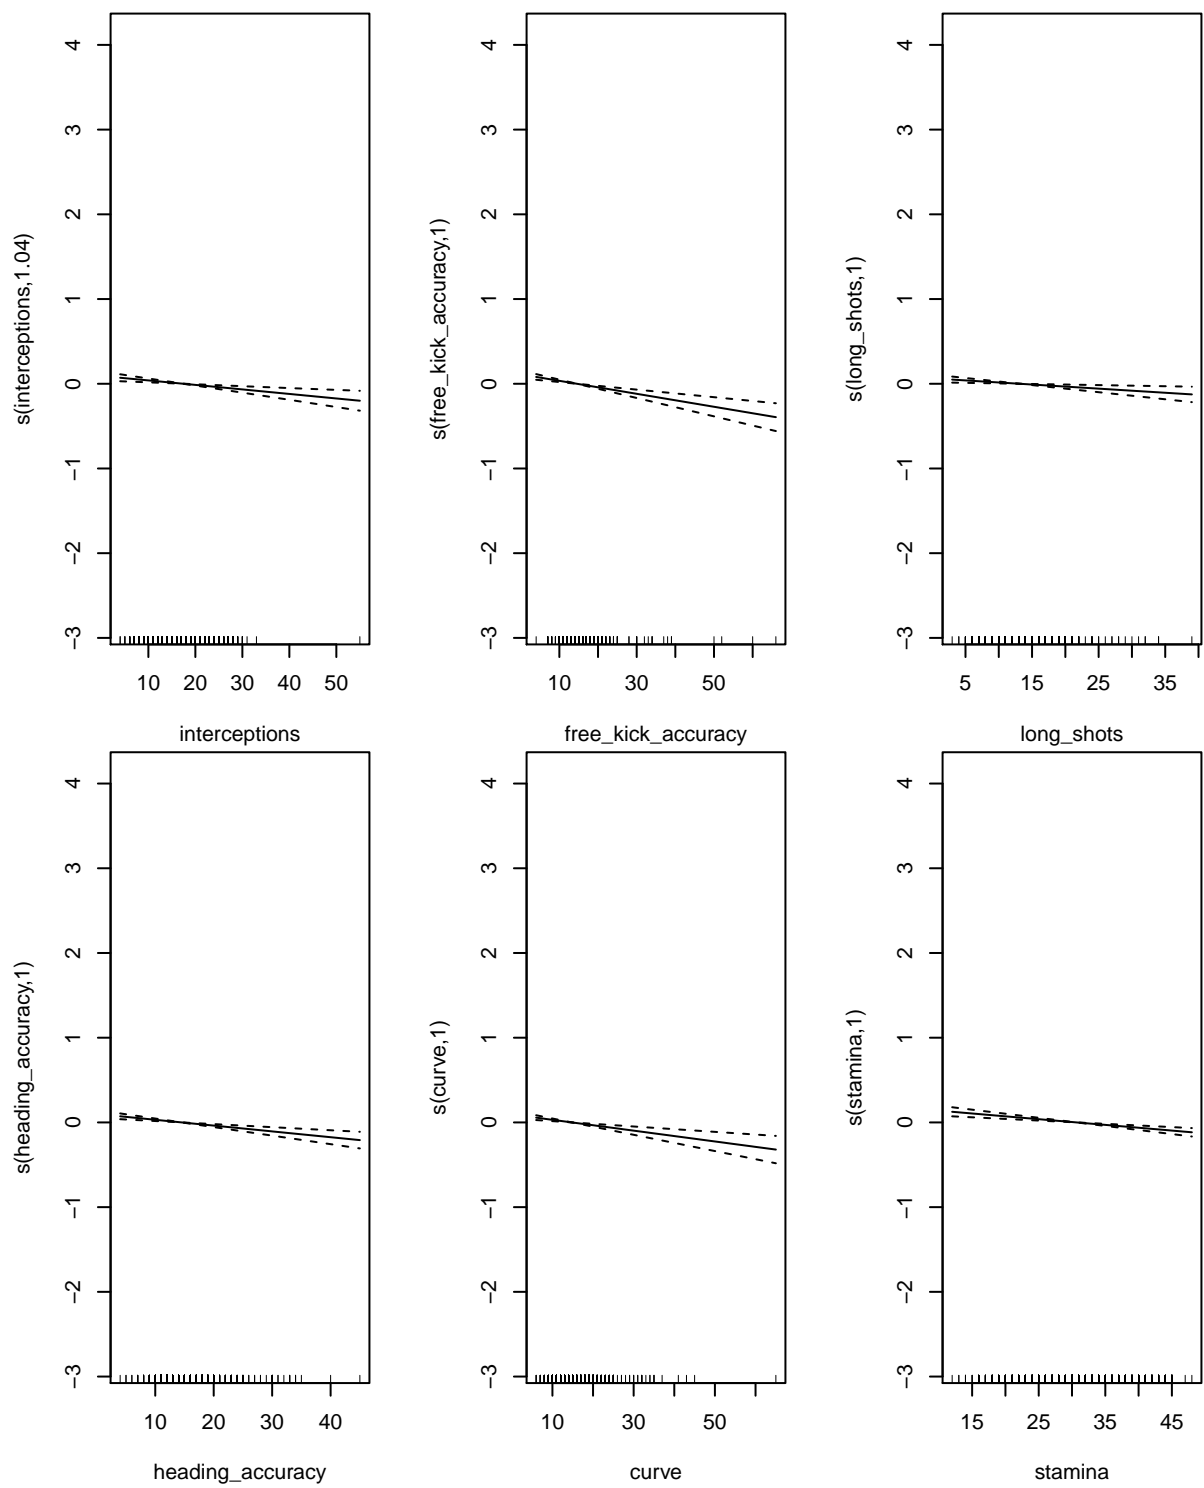 4
3
2
1
0
−1
−2
−3
s(interceptions,1.04)
10 20 30 40 50
interceptions
4
3
2
1
0
−1
−2
−3
s(free_kick_accuracy,1)
10 30 50
free_kick_accuracy
4
3
2
1
0
−1
−2
−3
s(long_shots,1)
5 15 25 35
long_shots
4
3
2
1
0
−1
−2
−3
s(heading_accuracy,1)
10 20 30 40
heading_accuracy
4
3
2
1
0
−1
−2
−3
s(curve,1)
10 30 50
curve
4
3
2
1
0
−1
−2
−3
s(stamina,1)
15 25 35 45
stamina